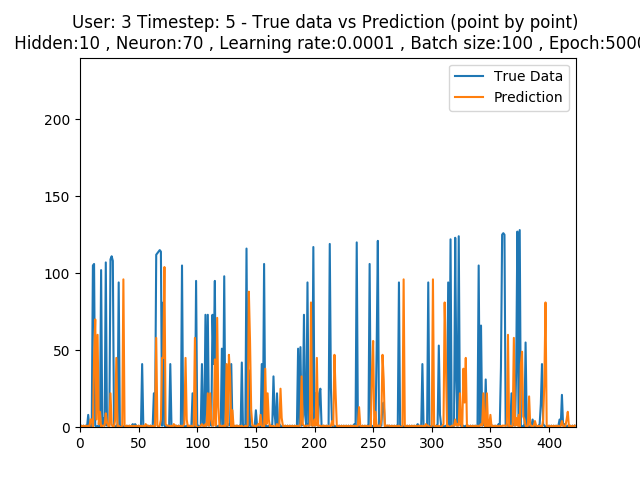 User: 3 Timestep: 5 - True data vs Prediction (point by point)
Hidden:10 , Neuron:70 , Learning rate:0.0001 , Batch size:100 , Epoch:5000
True Data
Prediction
200
150
100
50
0
0 50 100 150 200 250 300 350 400